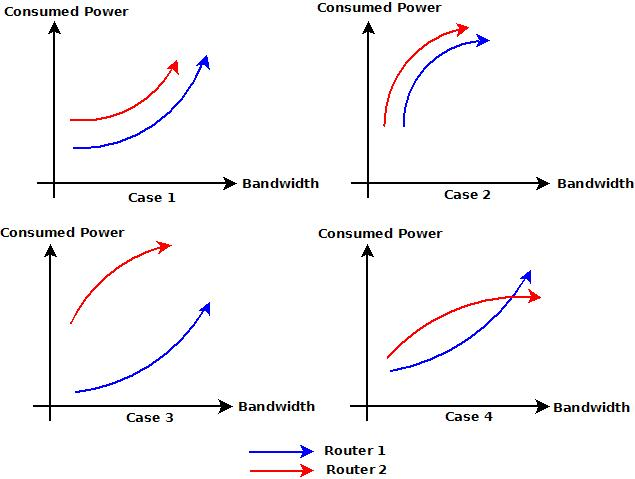 Consumed Power
Bandwidth
Case 1
Consumed Power
Bandwidth
Case 2
Consumed Power
Bandwidth
Case 3
Consumed Power
Bandwidth
Case 4
Router 1
Router 2